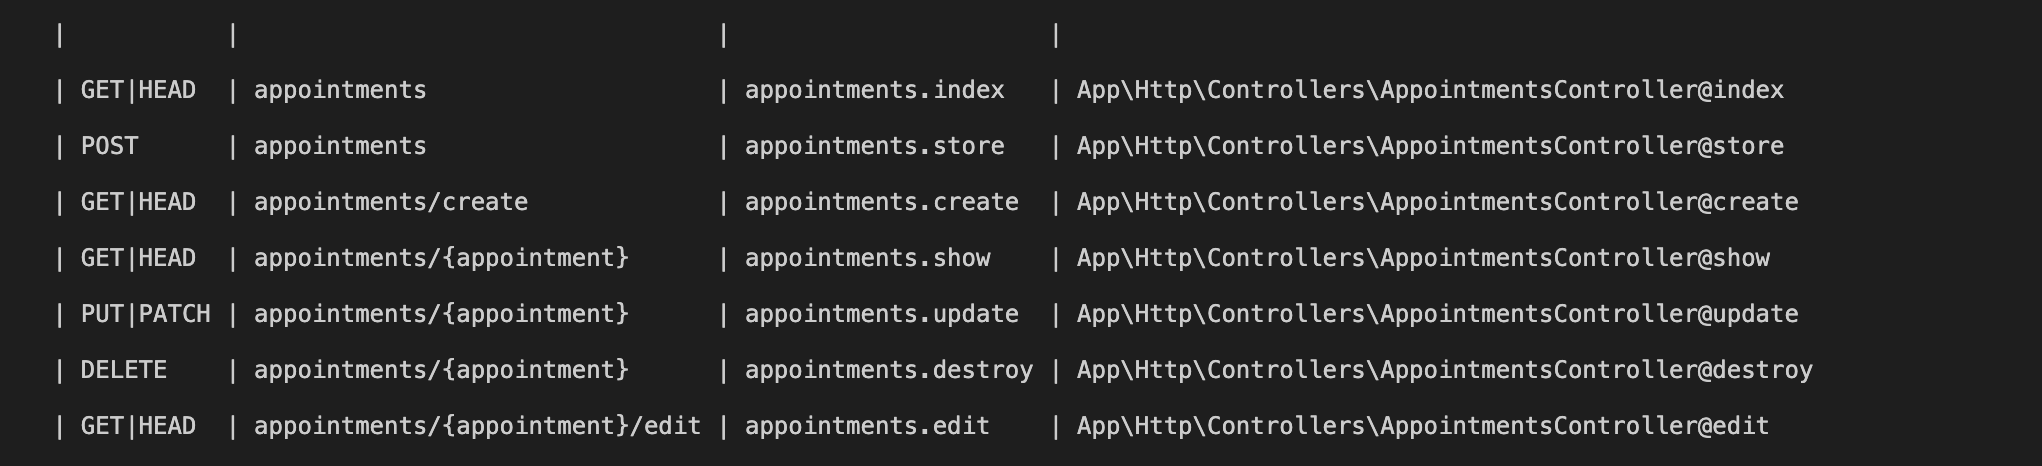 |           |                                 |                      |
| GET|HEAD  | appointments                    | appointments.index   | App\Http\Controllers\AppointmentsController@index
| POST      | appointments                    | appointments.store   | App\Http\Controllers\AppointmentsController@store
| GET|HEAD  | appointments/create             | appointments.create  | App\Http\Controllers\AppointmentsController@create
| GET|HEAD  | appointments/{appointment}      | appointments.show    | App\Http\Controllers\AppointmentsController@show
| PUT|PATCH | appointments/{appointment}      | appointments.update  | App\Http\Controllers\AppointmentsController@update
| DELETE    | appointments/{appointment}      | appointments.destroy | App\Http\Controllers\AppointmentsController@destroy
| GET|HEAD  | appointments/{appointment}/edit | appointments.edit    | App\Http\Controllers\AppointmentsController@edit